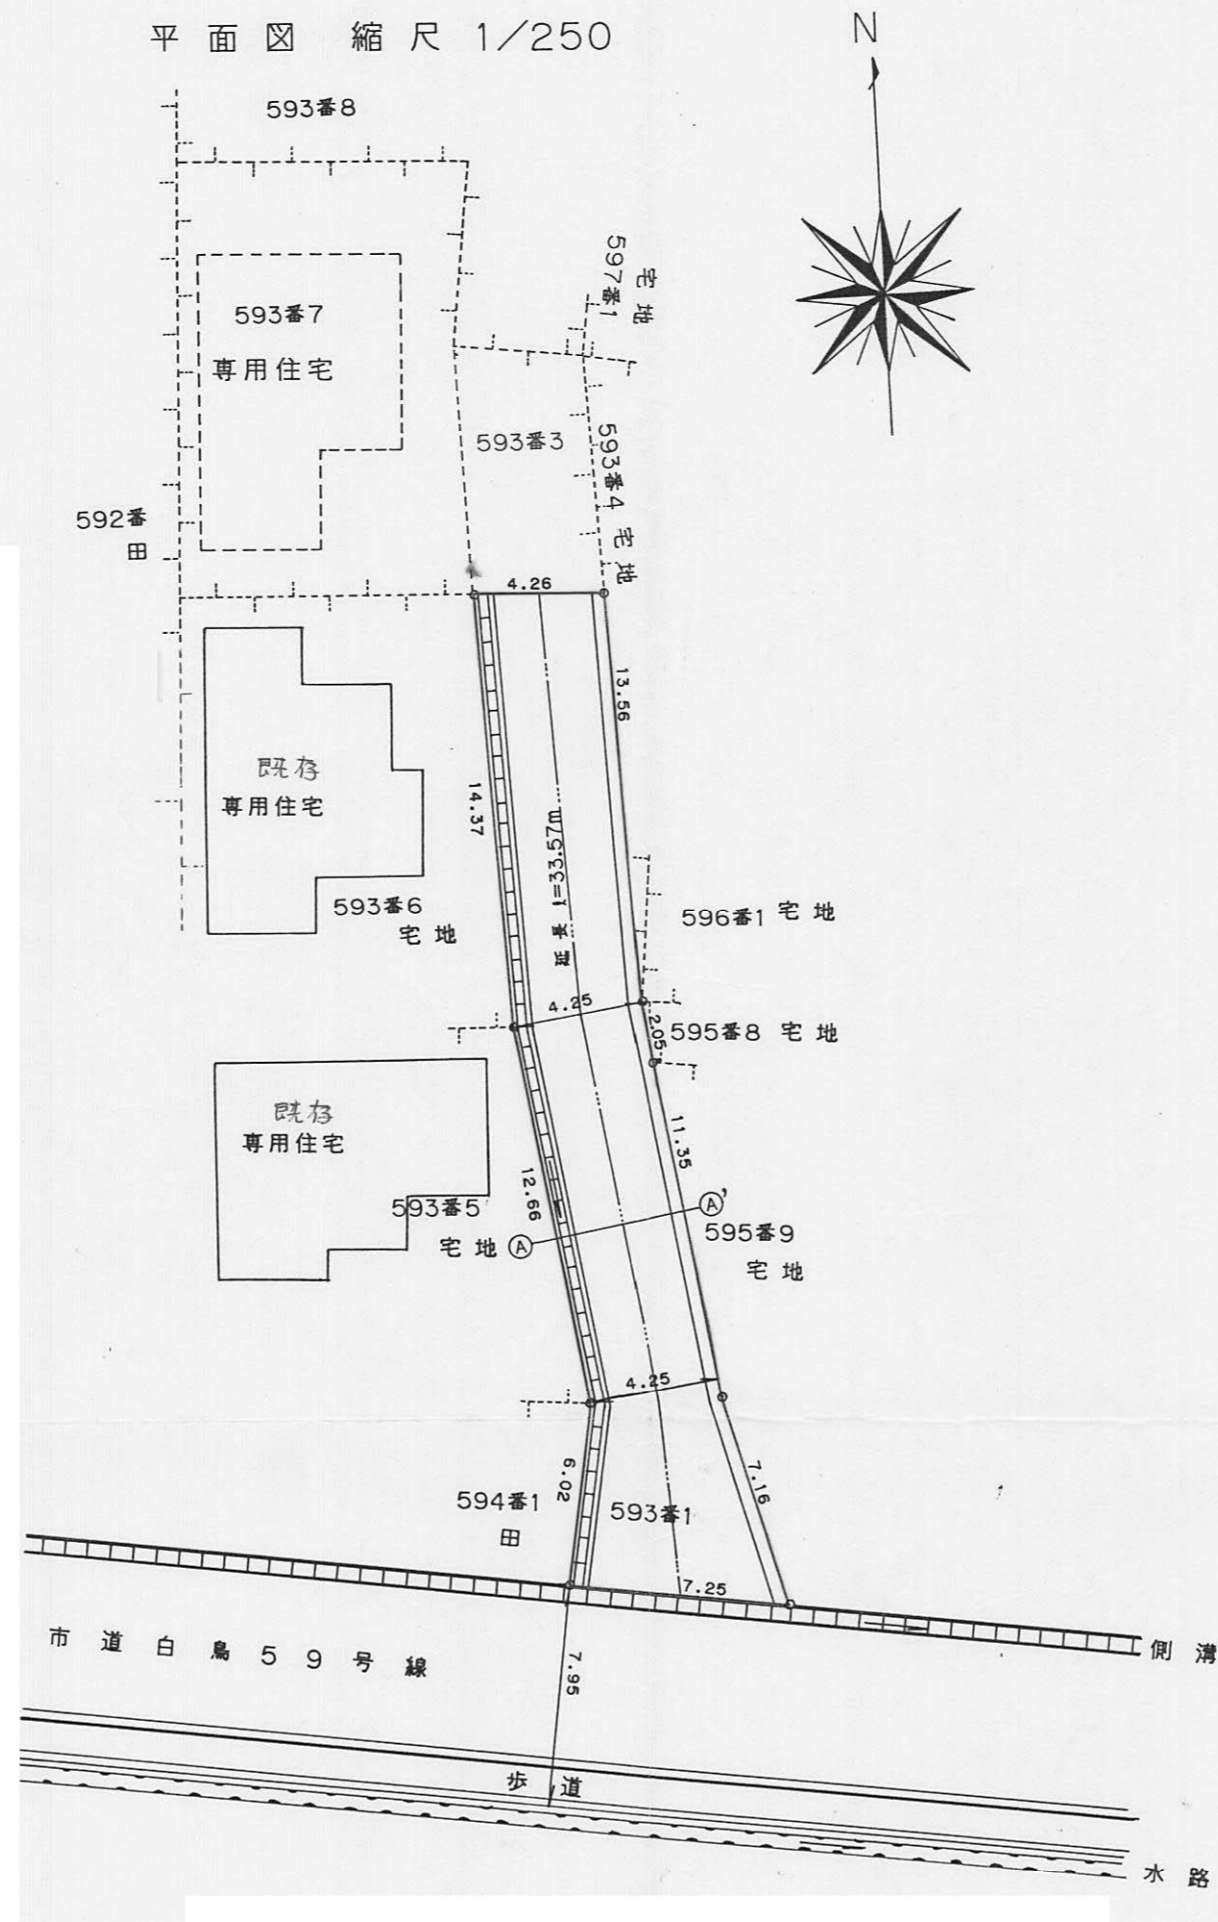 平面図 縮尺 1/250
N
593番8
597番1
宅地
593番7
専用住宅
593番3
593番4 宅地
592番
田
4.26
13.56
既存
専用住宅
14.37
延長 l=33.57m
593番6
宅地
596番1 宅地
4.25
2.05
595番8 宅地
既存
専用住宅
11.35
12.66
593番5
宅地
A
A'
595番9
宅地
4.25
6.02
7.16
594番1
田
593番1
7.25
市道白鳥59号線
側溝
7.95
歩道
水路